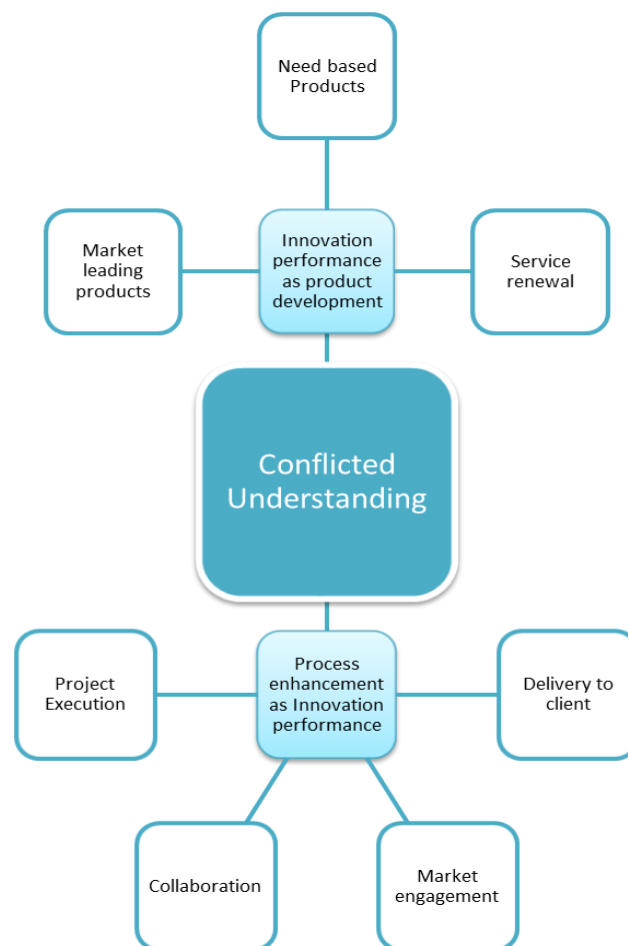 Need based
Products
Market
leading
products
Innovation
performance
as product
development
Service
renewal
Conflicted
Understanding
Project
Execution
Process
enhancement
as Innovation
performance
Delivery to
client
Collaboration
Market
engagement